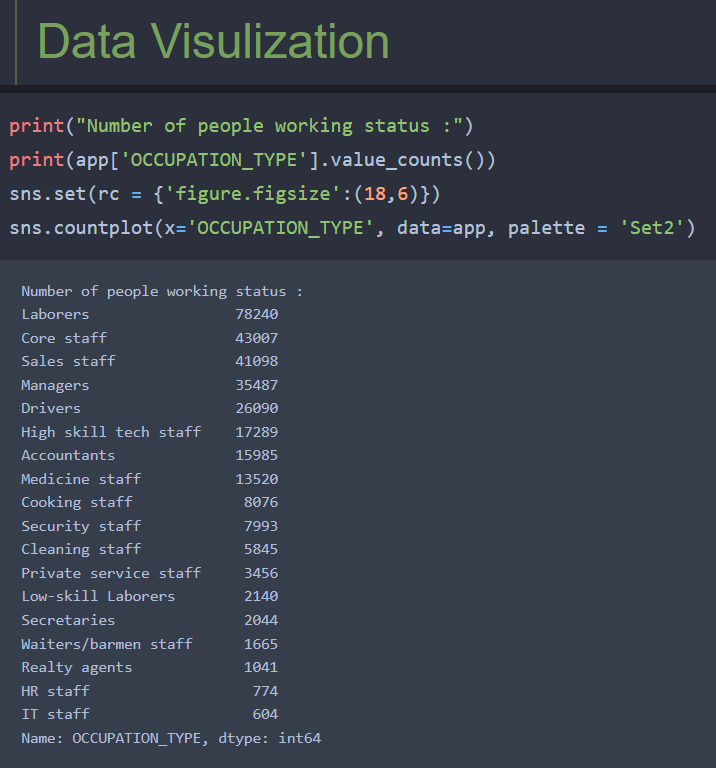 Data Visulization
print("Number of people working status :")
print(app['OCCUPATION_TYPE'].value_counts())
sns.set(rc = {'figure.figsize':(18,6)})
sns.countplot(x='OCCUPATION_TYPE', data=app, palette = 'Set2')
Number of people working status :
Laborers 78240
Core staff 43007
Sales staff 41098
Managers 35487
Drivers 26090
High skill tech staff 17289
Accountants 15985
Medicine staff 13520
Cooking staff 8076
Security staff 7993
Cleaning staff 5845
Private service staff 3456
Low-skill Laborers 2140
Secretaries 2044
Waiters/barmen staff 1665
Realty agents 1041
HR staff 774
IT staff 604
Name: OCCUPATION_TYPE, dtype: int64